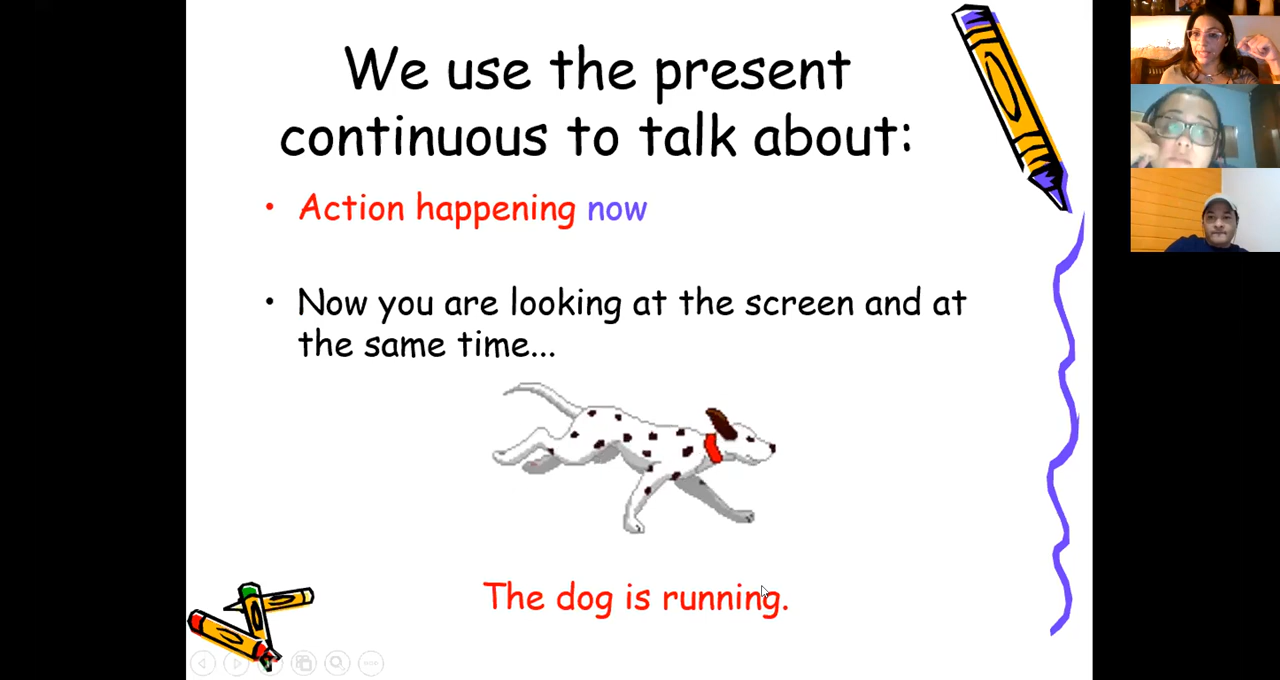 We use the present
continuous to talk about:
• Action happening now
• Now you are looking at the screen and at
the same time...
The dog is running.